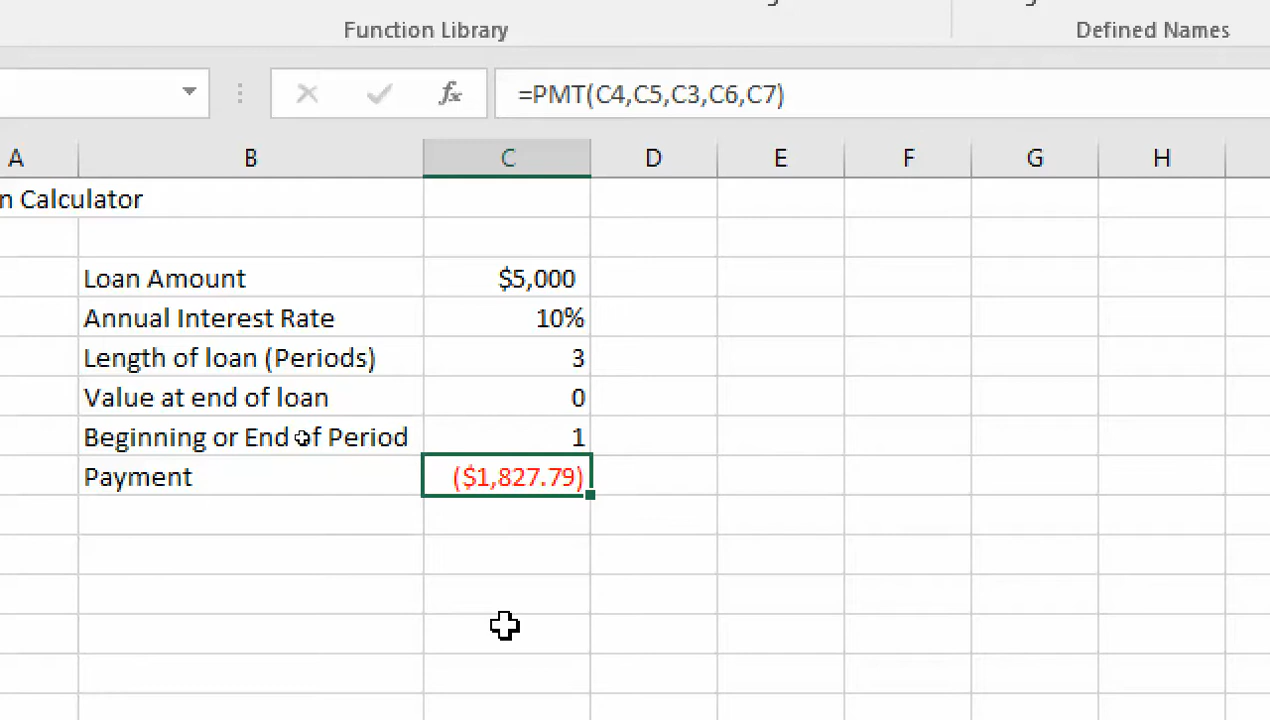 Function Library
Defined Names
fx =PMT(C4,C5,C3,C6,C7)
A B C D E F G H
n Calculator
Loan Amount $5,000
Annual Interest Rate 10%
Length of loan (Periods) 3
Value at end of loan 0
Beginning or End of Period 1
Payment ($1,827.79)